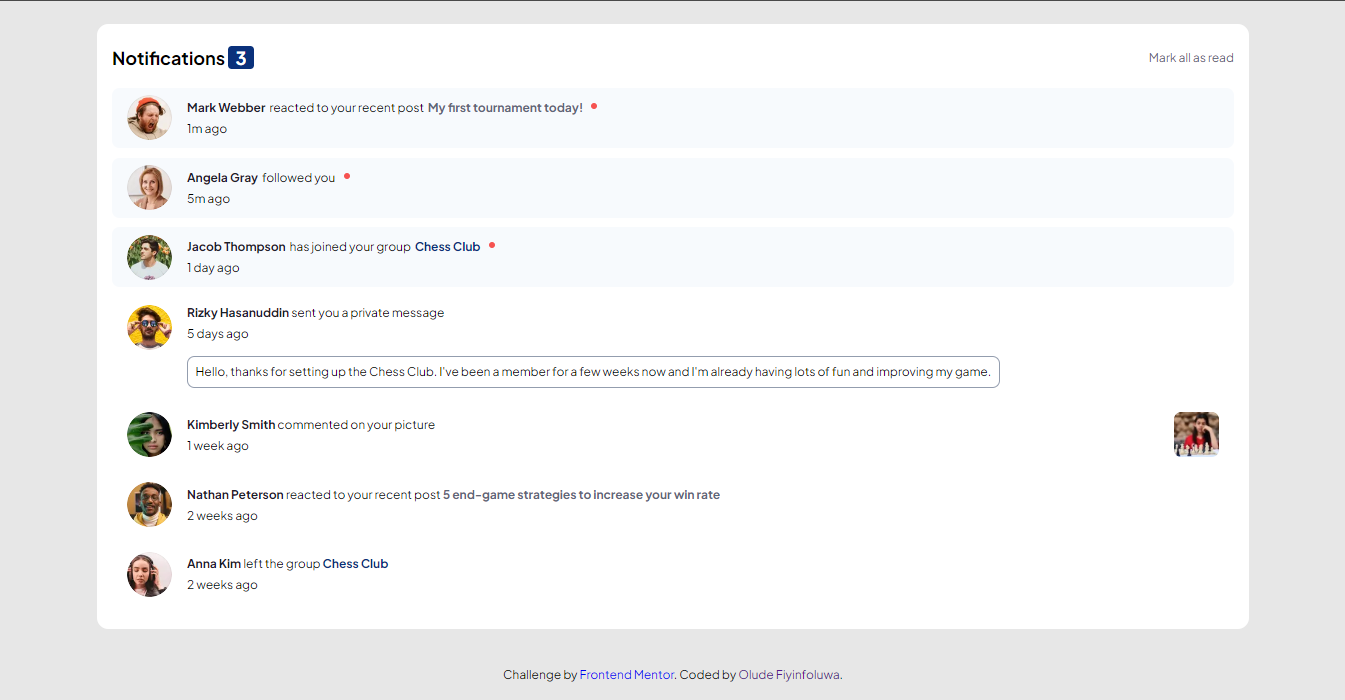 Notifications 3
Mark all as read
Mark Webber reacted to your recent post My first tournament today!
1m ago
Angela Gray followed you
5m ago
Jacob Thompson has joined your group Chess Club
1 day ago
Rizky Hasanuddin sent you a private message
5 days ago
Hello, thanks for setting up the Chess Club. I've been a member for a few weeks now and I'm already having lots of fun and improving my game.
Kimberly Smith commented on your picture
1 week ago
Nathan Peterson reacted to your recent post 5 end-game strategies to increase your win rate
2 weeks ago
Anna Kim left the group Chess Club
2 weeks ago
Challenge by Frontend Mentor. Coded by Olude Fiyinfoluwa.